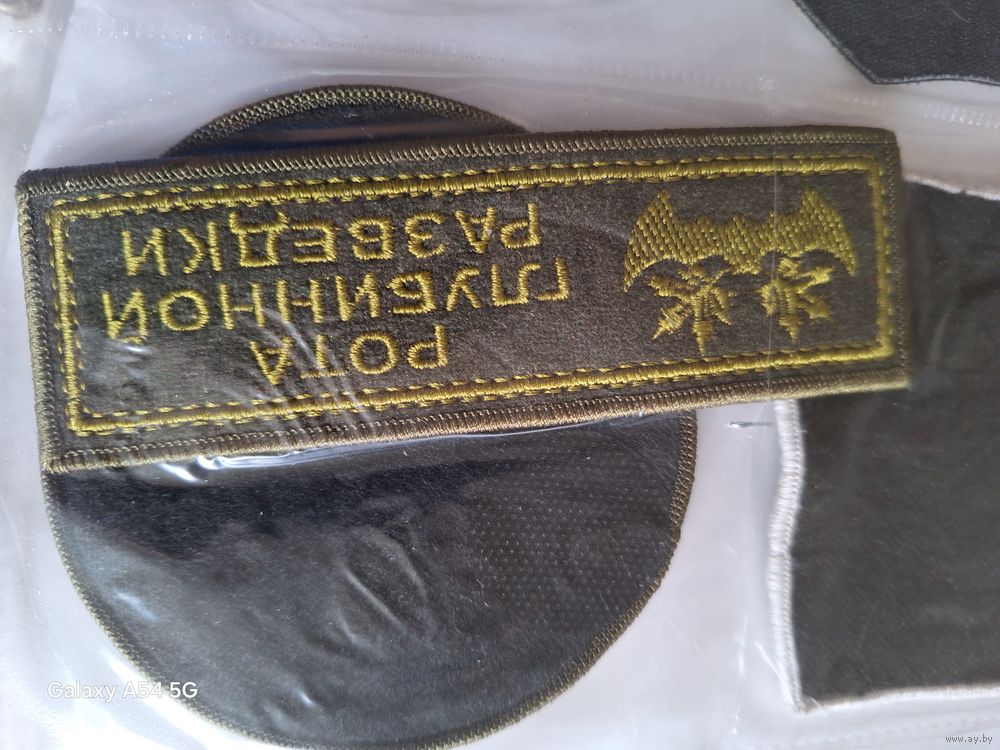 РОТА
ГЛУБИННОЙ
РАЗВЕДКИ
Galaxy A54 5G
www.ay.by